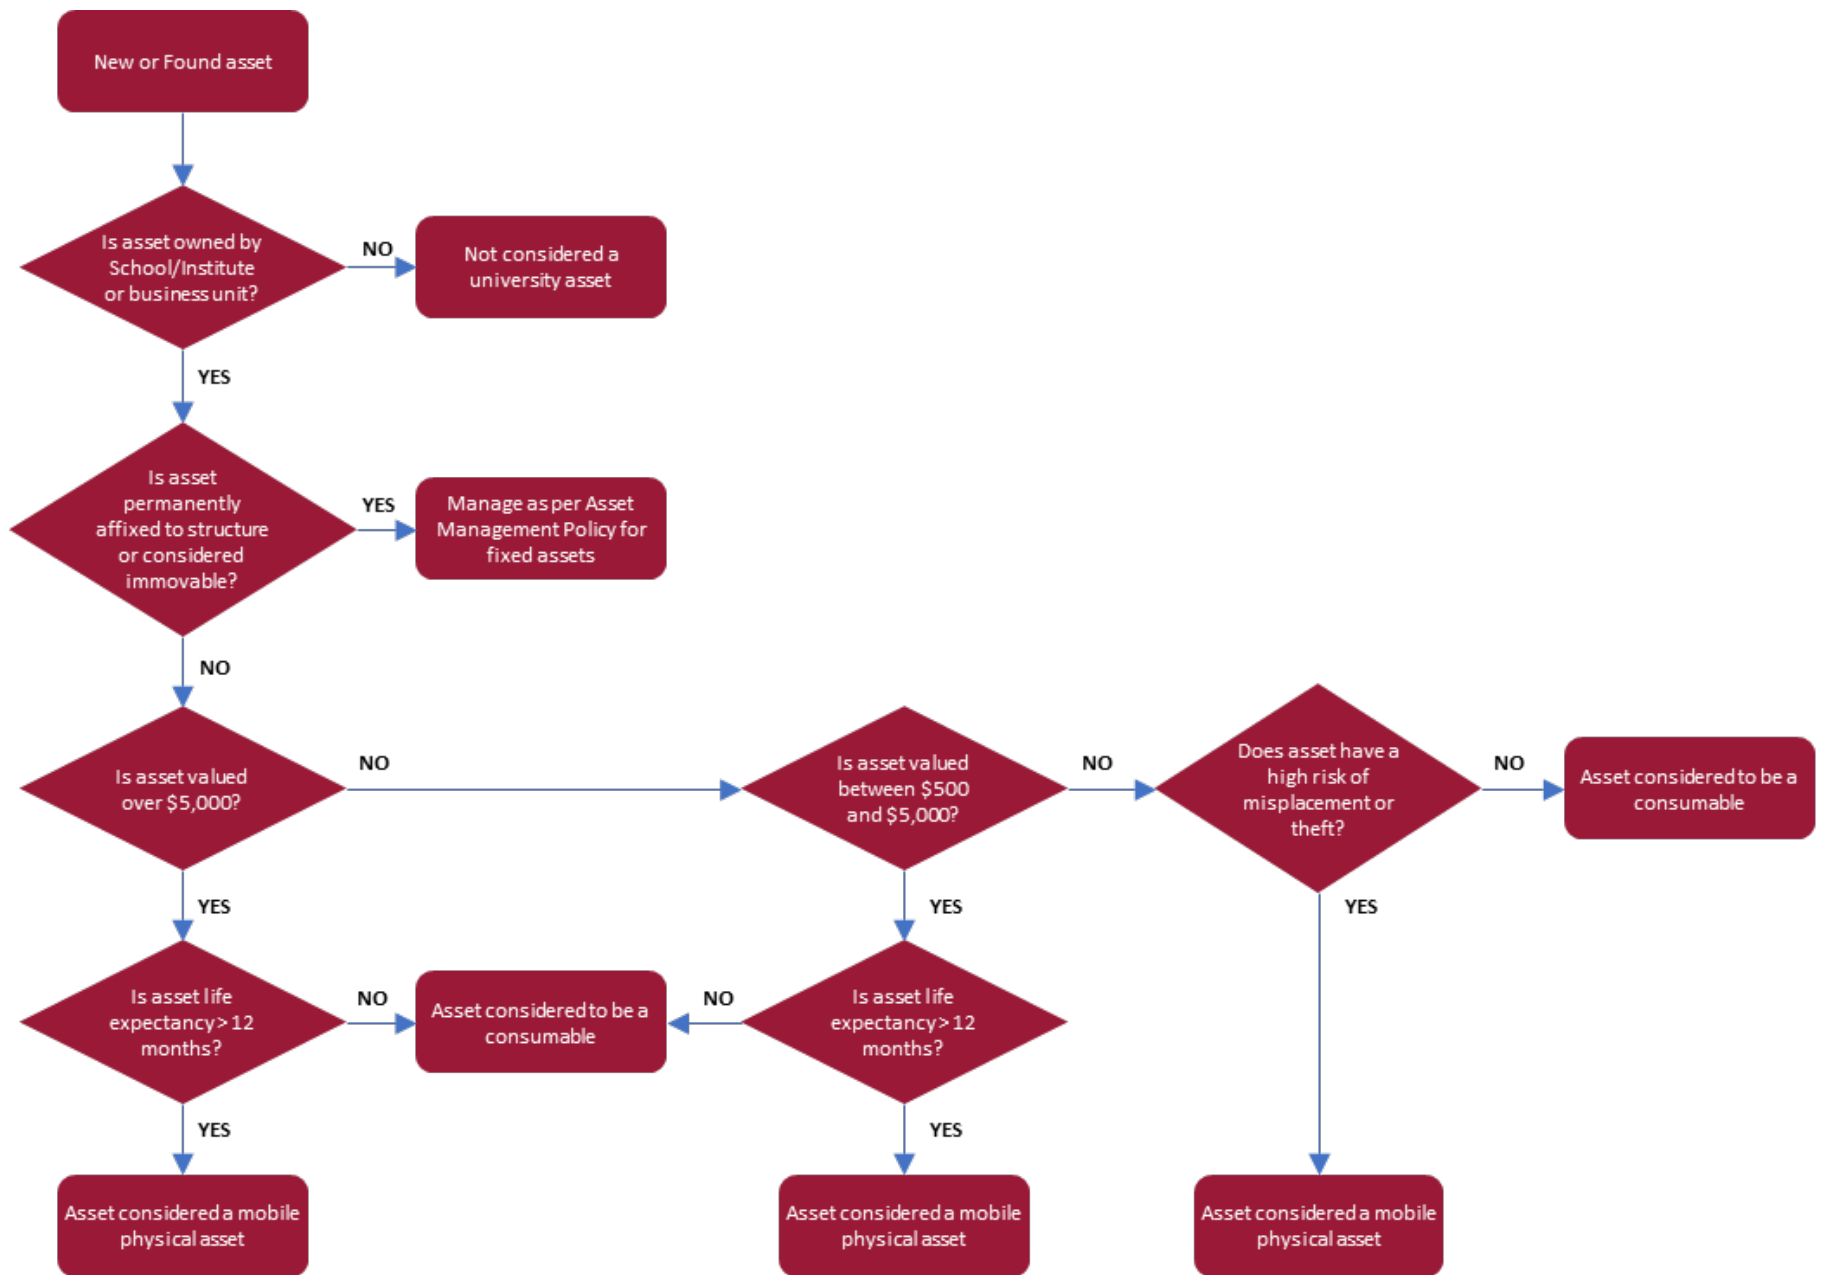 New or Found asset
Is asset owned by
School/Institute
or business unit?
NO
Not considered a
university asset
YES
Is asset
permanently
affixed to structure
or considered
immovable?
YES
Manage as per Asset
Management Policy for
fixed assets
NO
Is asset valued
over $5,000?
NO
Is asset valued
between $500
and $5,000?
NO
Does asset have a
high risk of
misplacement or
theft?
NO
Asset considered to be a
consumable
YES
YES
YES
Is asset life
expectancy > 12
months?
NO
Asset considered to be a
consumable
NO
Is asset life
expectancy > 12
months?
YES
YES
Asset considered a mobile
physical asset
Asset considered a mobile
physical asset
Asset considered a mobile
physical asset